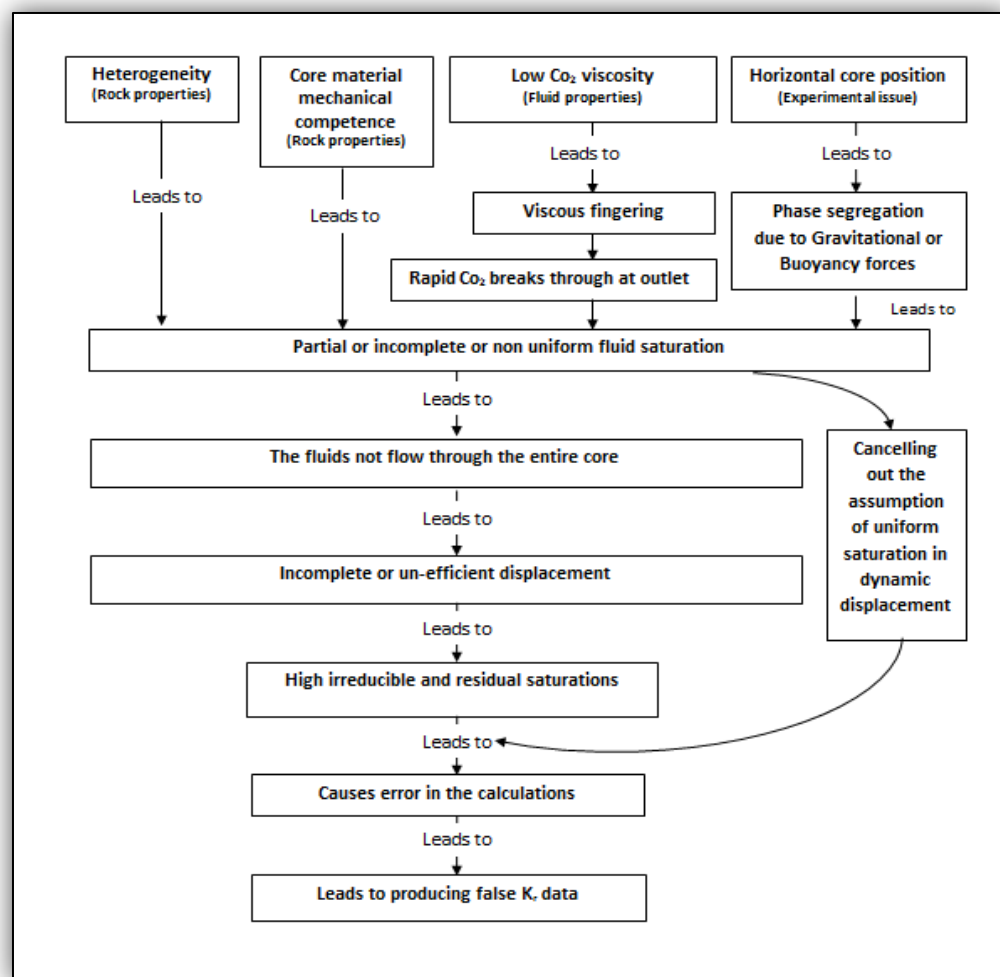 Heterogeneity
(Rock properties)
Core material
mechanical
competence
(Rock properties)
Low Co₂ viscosity
(Fluid properties)
Horizontal core position
(Experimental issue)
Leads to
Leads to
Leads to
Leads to
Viscous fingering
Phase segregation
due to Gravitational or
Buoyancy forces
Rapid Co₂ breaks through at outlet
Leads to
Partial or incomplete or non uniform fluid saturation
Leads to
The fluids not flow through the entire core
Cancelling
out the
assumption
of uniform
saturation in
dynamic
displacement
Leads to
Incomplete or un-efficient displacement
Leads to
High irreducible and residual saturations
Leads to
Causes error in the calculations
Leads to
Leads to producing false Kᵣ data